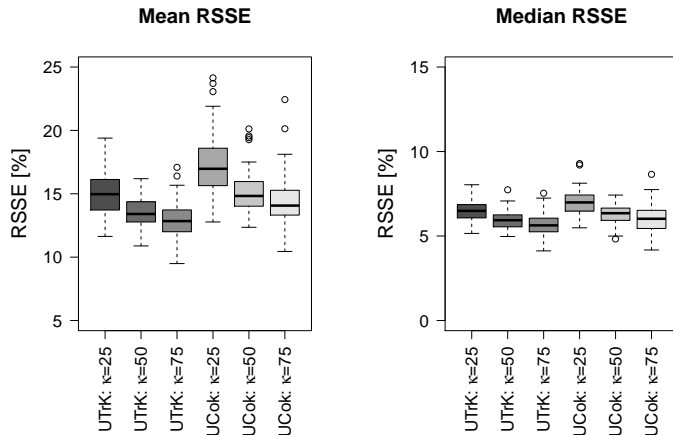 Mean RSSE
Median RSSE
RSSE [%]
25
20
15
10
5
UTrK: κ=25
UTrK: κ=50
UTrK: κ=75
UCok: κ=25
UCok: κ=50
UCok: κ=75
RSSE [%]
15
10
5
0
UTrK: κ=25
UTrK: κ=50
UTrK: κ=75
UCok: κ=25
UCok: κ=50
UCok: κ=75